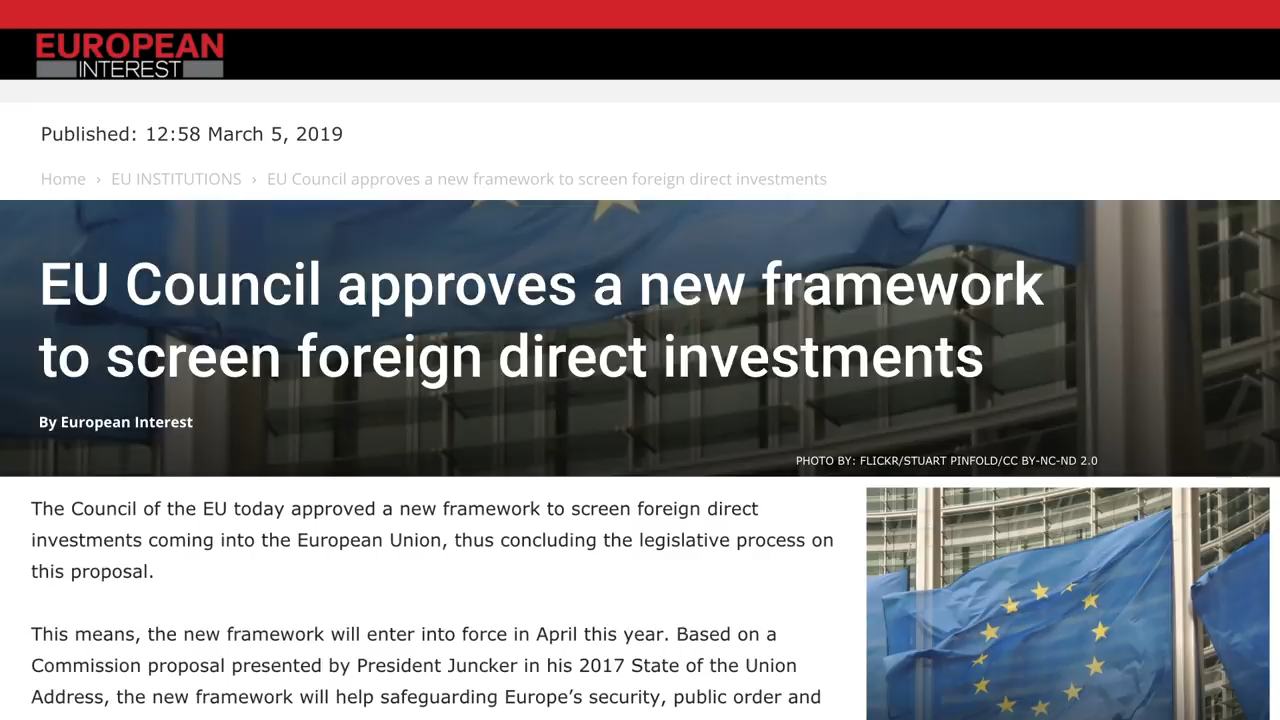 EUROPEAN
INTEREST
Published: 12:58 March 5, 2019
Home › EU INSTITUTIONS › EU Council approves a new framework to screen foreign direct investments
EU Council approves a new framework
to screen foreign direct investments
By European Interest
PHOTO BY: FLICKR/STUART PINFOLD/CC BY-NC-ND 2.0
The Council of the EU today approved a new framework to screen foreign direct
investments coming into the European Union, thus concluding the legislative process on
this proposal.
This means, the new framework will enter into force in April this year. Based on a
Commission proposal presented by President Juncker in his 2017 State of the Union
Address, the new framework will help safeguarding Europe’s security, public order and